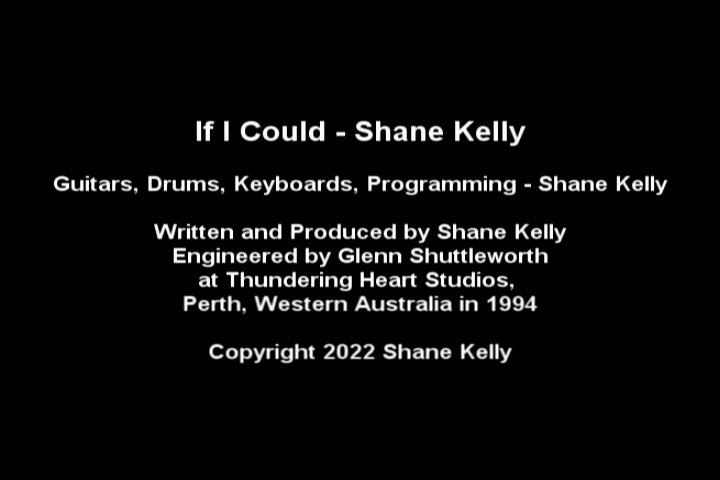 If I Could - Shane Kelly
Guitars, Drums, Keyboards, Programming - Shane Kelly
Written and Produced by Shane Kelly
Engineered by Glenn Shuttleworth
at Thundering Heart Studios,
Perth, Western Australia in 1994
Copyright 2022 Shane Kelly